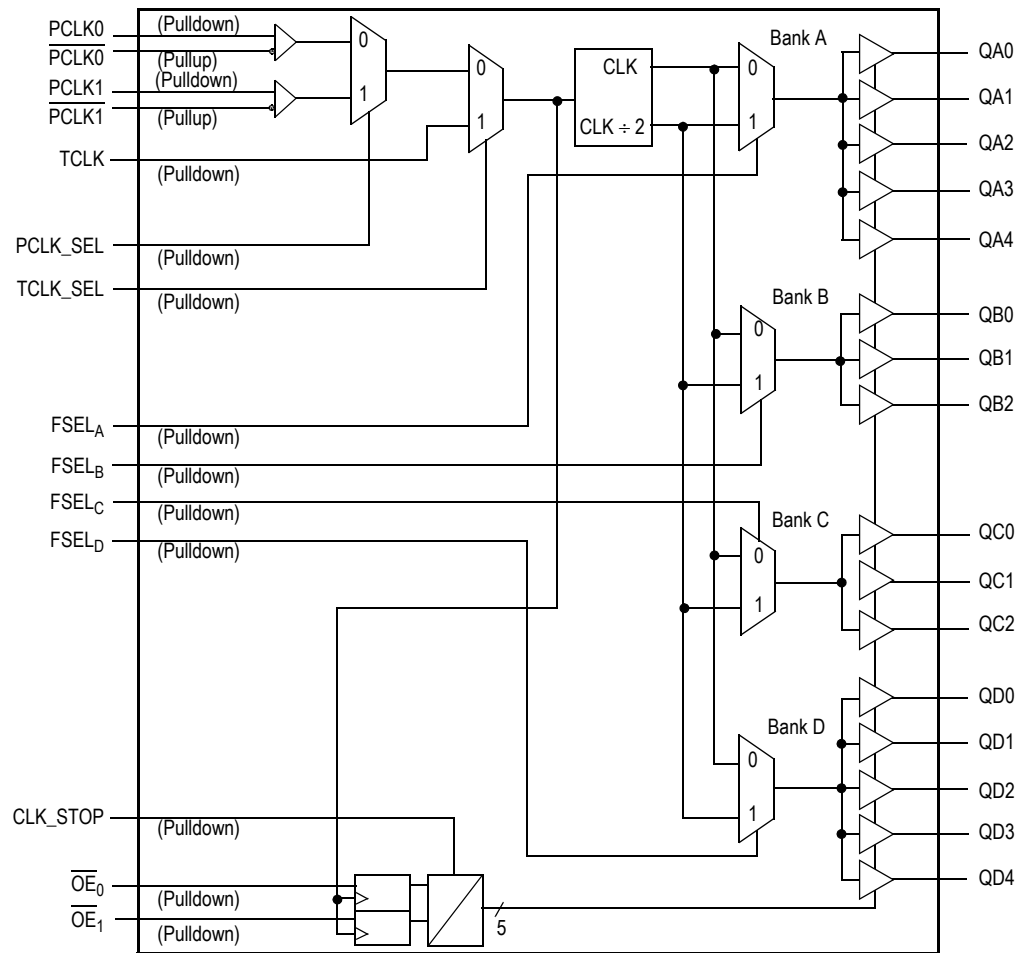 PCLK0 (Pulldown)
PCLK0 (Pullup)
PCLK1 (Pulldown)
PCLK1 (Pullup)
TCLK (Pulldown)
PCLK_SEL (Pulldown)
TCLK_SEL (Pulldown)
FSELA (Pulldown)
FSELB (Pulldown)
FSELC (Pulldown)
FSELD (Pulldown)
CLK_STOP (Pulldown)
OE0 (Pulldown)
OE1 (Pulldown)
0
1
0
1
CLK
CLK ÷ 2
Bank A
0
1
Bank B
0
1
Bank C
0
1
Bank D
0
1
5
QA0
QA1
QA2
QA3
QA4
QB0
QB1
QB2
QC0
QC1
QC2
QD0
QD1
QD2
QD3
QD4